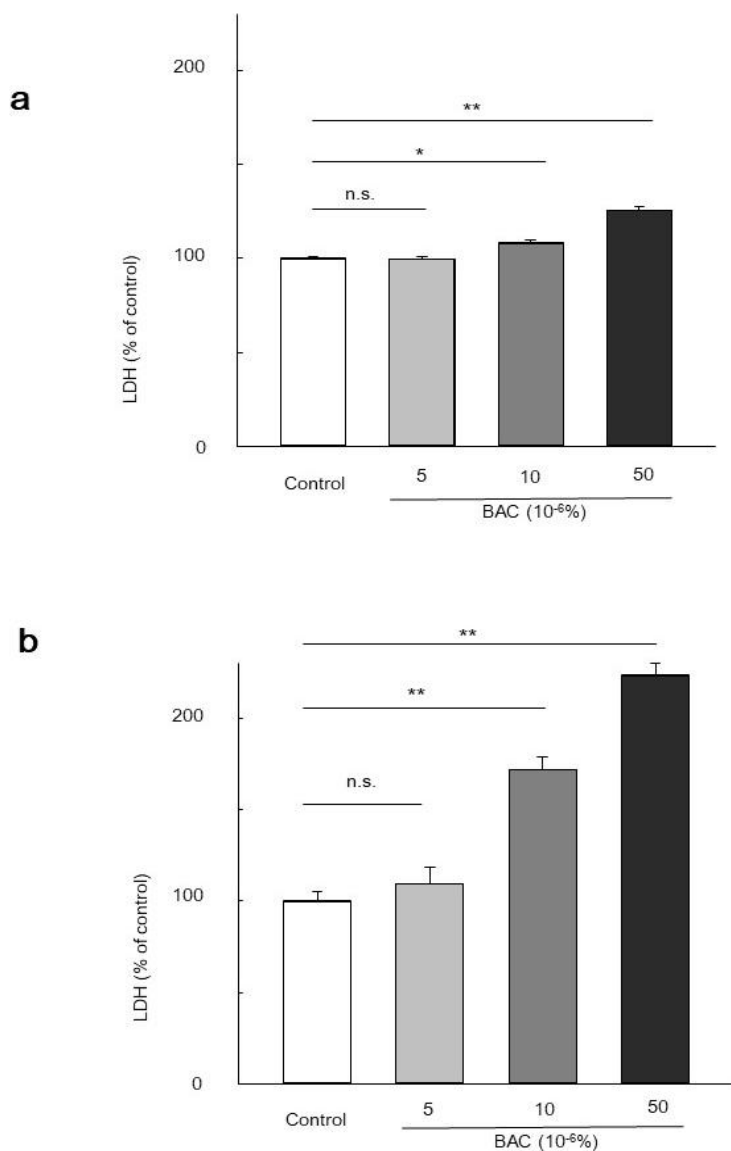 a
200
**
*
n.s.
100
LDH (% of control)
0
Control
5
10
50
BAC (10⁻⁶%)
b
**
200
**
n.s.
100
LDH (% of control)
0
Control
5
10
50
BAC (10⁻⁶%)